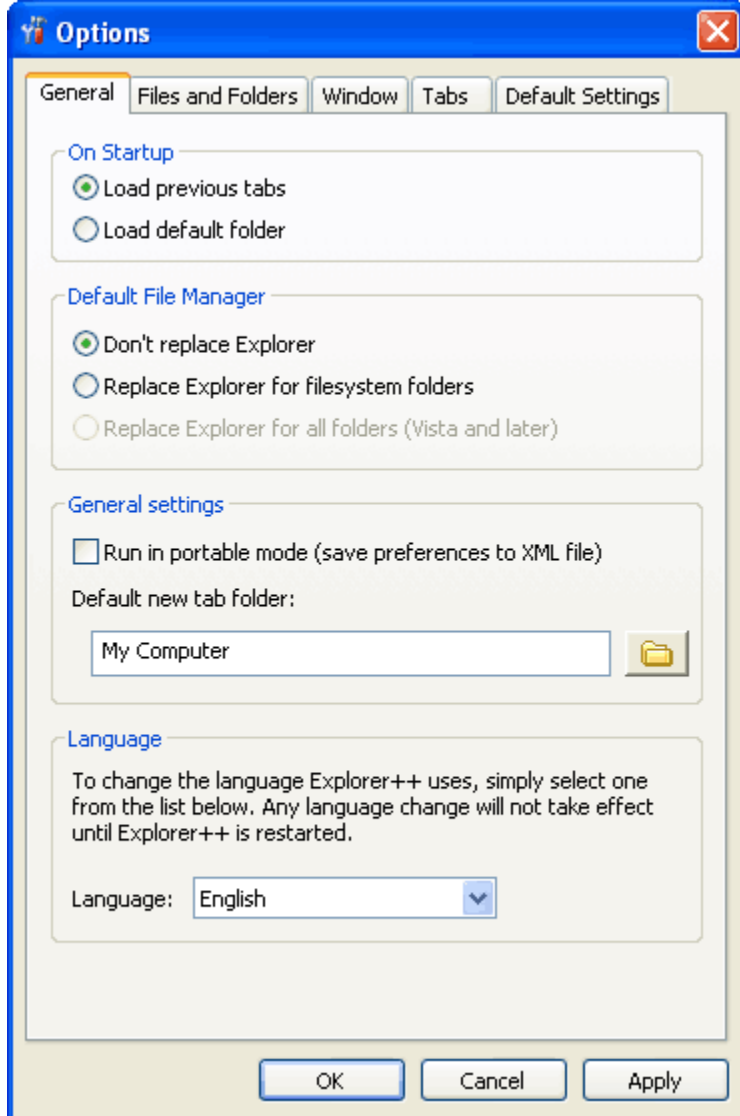 Options
General
Files and Folders
Window
Tabs
Default Settings
On Startup
Load previous tabs
Load default folder
Default File Manager
Don't replace Explorer
Replace Explorer for filesystem folders
Replace Explorer for all folders (Vista and later)
General settings
Run in portable mode (save preferences to XML file)
Default new tab folder:
My Computer
Language
To change the language Explorer++ uses, simply select one
from the list below. Any language change will not take effect
until Explorer++ is restarted.
Language: English
OK Cancel Apply